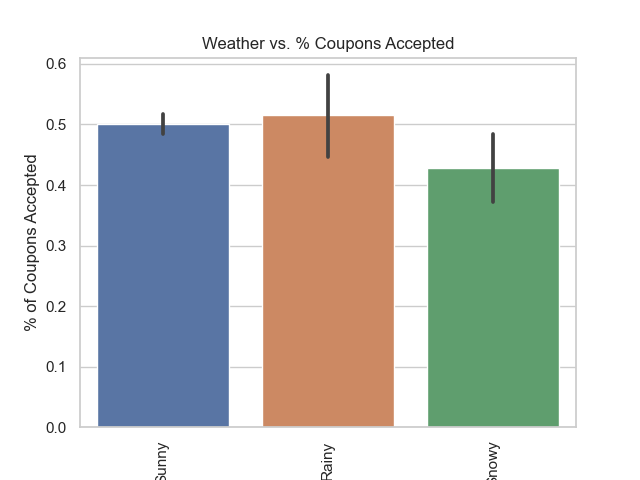 Weather vs. % Coupons Accepted
% of Coupons Accepted
0.6
0.5
0.4
0.3
0.2
0.1
0.0
Sunny
Rainy
Snowy